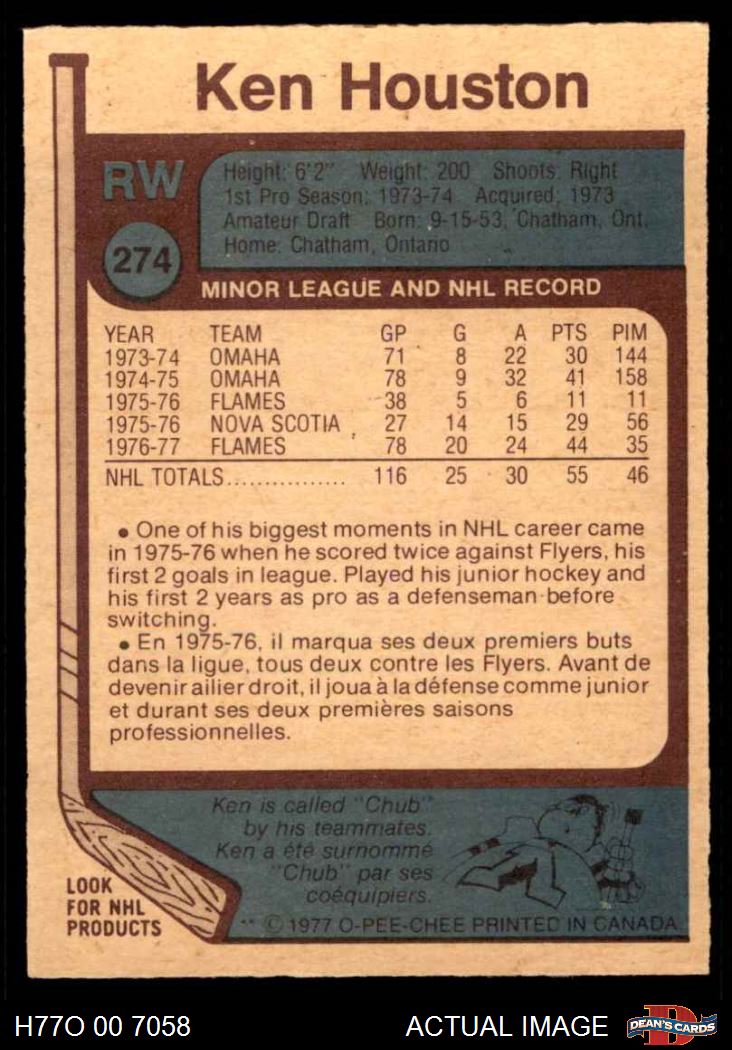 Ken Houston
RW
274
Height: 6'2" Weight: 200 Shoots: Right
1st Pro Season: 1973-74 Acquired: 1973
Amateur Draft Born: 9-15-53, Chatham, Ont.
Home: Chatham, Ontario
MINOR LEAGUE AND NHL RECORD
YEAR TEAM GP G A PTS PIM
1973-74 OMAHA 71 8 22 30 144
1974-75 OMAHA 78 9 32 41 158
1975-76 FLAMES 38 5 6 11 11
1975-76 NOVA SCOTIA 27 14 15 29 56
1976-77 FLAMES 78 20 24 44 35
NHL TOTALS................ 116 25 30 55 46
• One of his biggest moments in NHL career came
in 1975-76 when he scored twice against Flyers, his
first 2 goals in league. Played his junior hockey and
his first 2 years as pro as a defenseman before
switching.
• En 1975-76, il marqua ses deux premiers buts
dans la ligue, tous deux contre les Flyers. Avant de
devenir ailier droit, il joua à la défense comme junior
et durant ses deux premières saisons
professionnelles.
Ken is called "Chub"
by his teammates.
Ken a été surnommé
"Chub" par ses
coéquipiers.
LOOK
FOR NHL
PRODUCTS
** © 1977 O-PEE-CHEE PRINTED IN CANADA
H77O 00 7058 ACTUAL IMAGE
D
DEAN'S CARDS